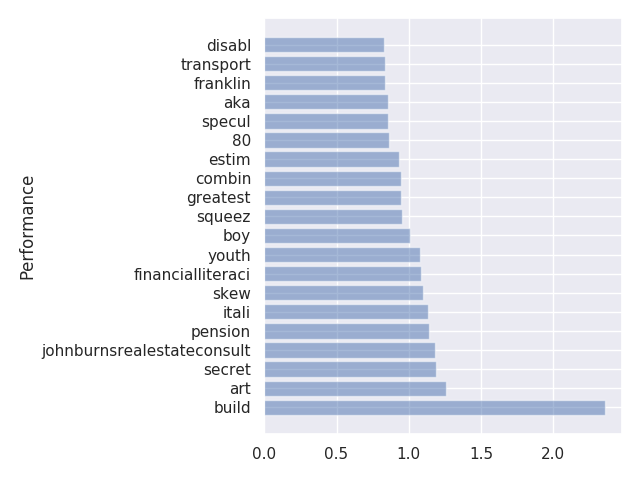 disabl
transport
franklin
aka
specul
80
estim
combin
greatest
squeez
boy
youth
financialliteraci
skew
itali
pension
johnburnsrealestateconsult
secret
art
build
Performance
0.0 0.5 1.0 1.5 2.0